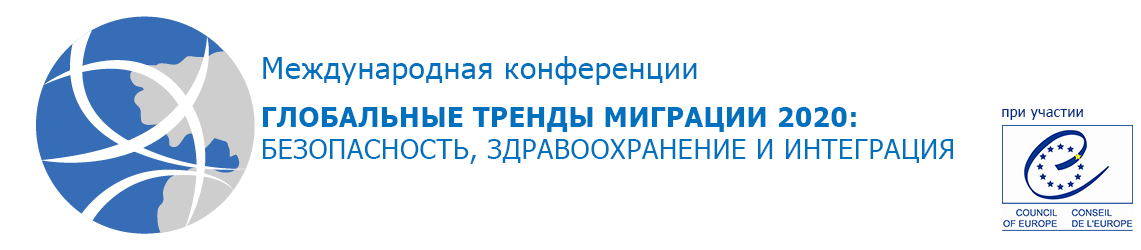 Международная конференции
ГЛОБАЛЬНЫЕ ТРЕНДЫ МИГРАЦИИ 2020:
БЕЗОПАСНОСТЬ, ЗДРАВООХРАНЕНИЕ И ИНТЕГРАЦИЯ
при участии
COUNCIL CONSEIL
OF EUROPE DE L'EUROPE